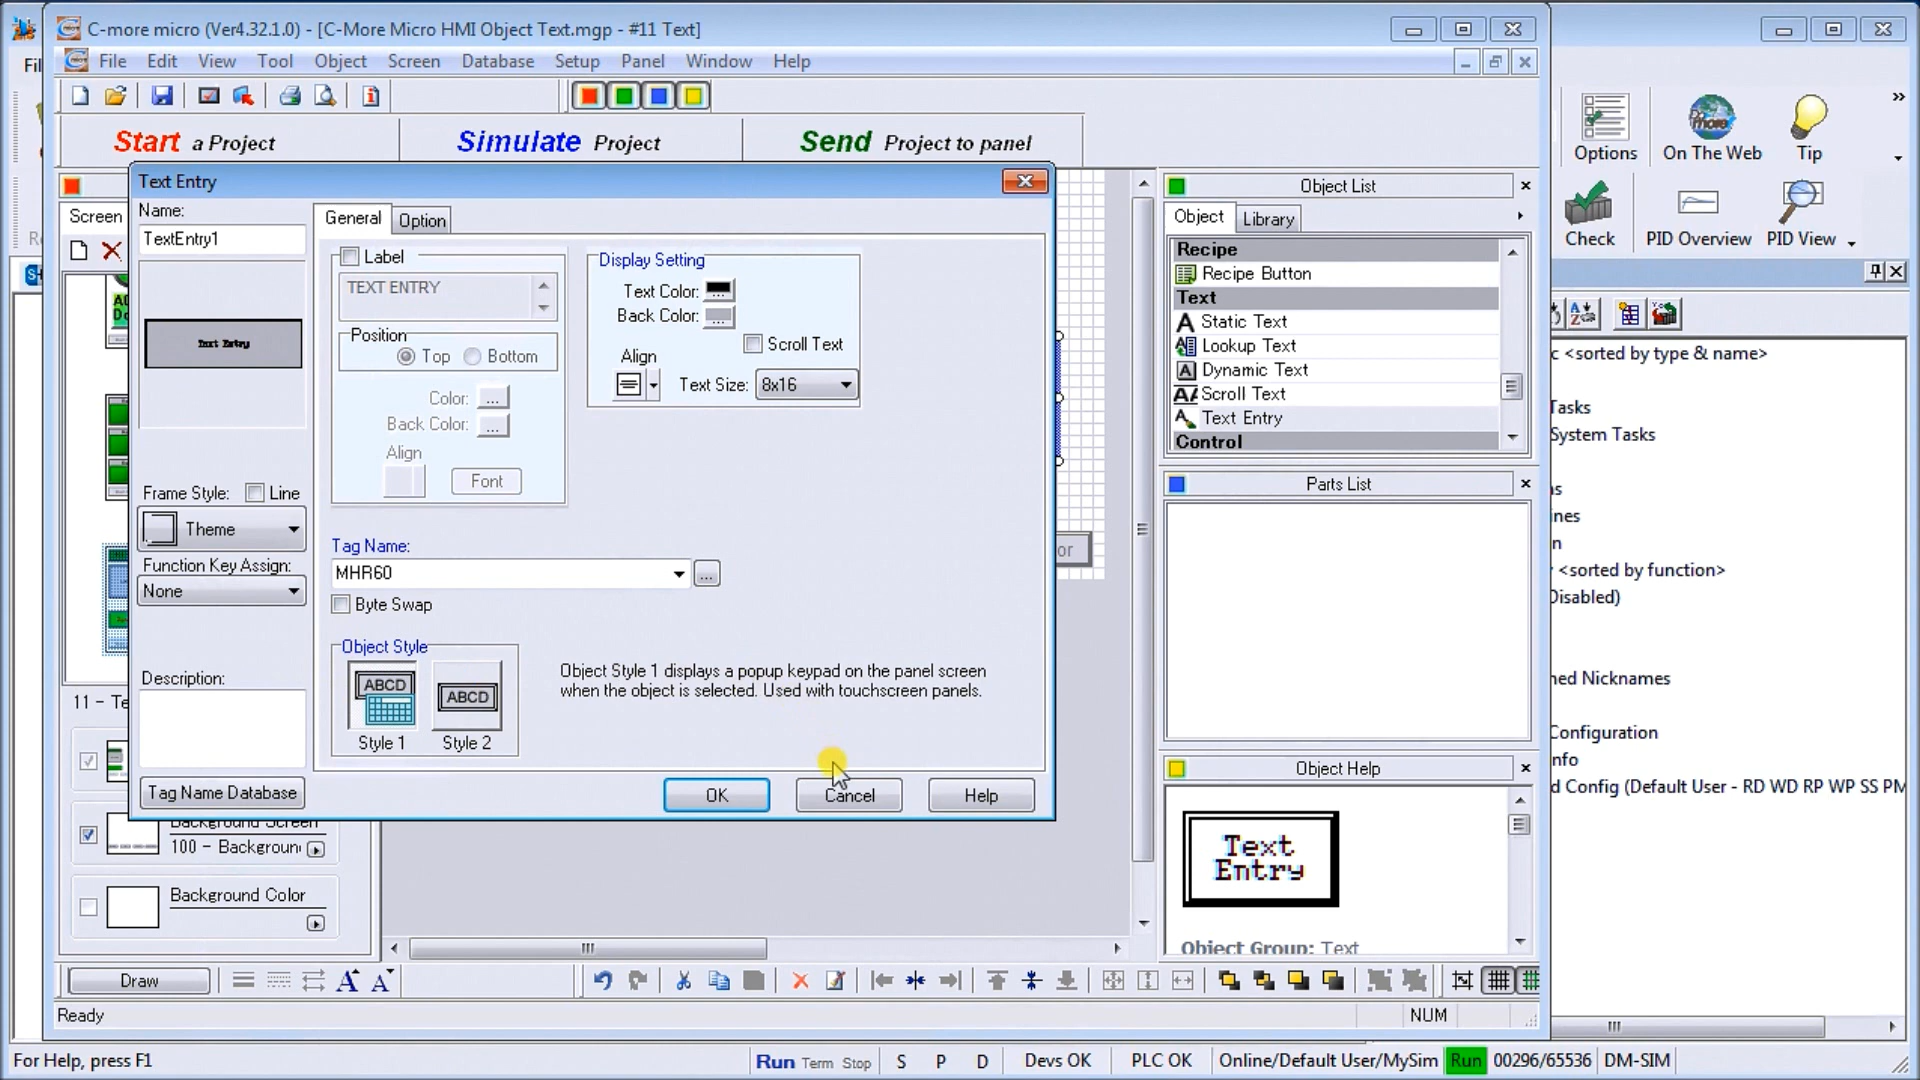 C-more micro (Ver4.32.1.0) - [C-More Micro HMI Object Text.mgp - #11 Text]
File Edit View Tool Object Screen Database Setup Panel Window Help
Start a Project
Simulate Project
Send Project to panel
Options
On The Web
Tip
Check
PID Overview
PID View
Text Entry
Name:
TextEntry1
Text Entry
Frame Style:
Line
Theme
Function Key Assign:
None
Description:
Tag Name Database
General
Option
Label
TEXT ENTRY
Position
Top
Bottom
Color:
...
Back Color:
...
Align
Font
Display Setting
Text Color:
...
Back Color:
...
Scroll Text
Align
Text Size:
8x16
Tag Name:
MHR60
...
Byte Swap
Object Style
ABCD
ABCD
Style 1
Style 2
Object Style 1 displays a popup keypad on the panel screen
when the object is selected. Used with touchscreen panels.
OK
Cancel
Help
Screen
11 - Te
Background Screen
100 - Backgroun
Background Color
Draw
Object List
Object
Library
Recipe
Recipe Button
Text
Static Text
Lookup Text
Dynamic Text
Scroll Text
Text Entry
Control
Parts List
Object Help
Text
Entry
Object Group: Text
c <sorted by type & name>
Tasks
System Tasks
<sorted by function>
Disabled)
ned Nicknames
Configuration
nfo
d Config (Default User - RD WD RP WP SS PM
Ready
NUM
For Help, press F1
Run Term Stop
S P D
Devs OK
PLC OK
Online/Default User/MySim
Run
00296/65536
DM-SIM